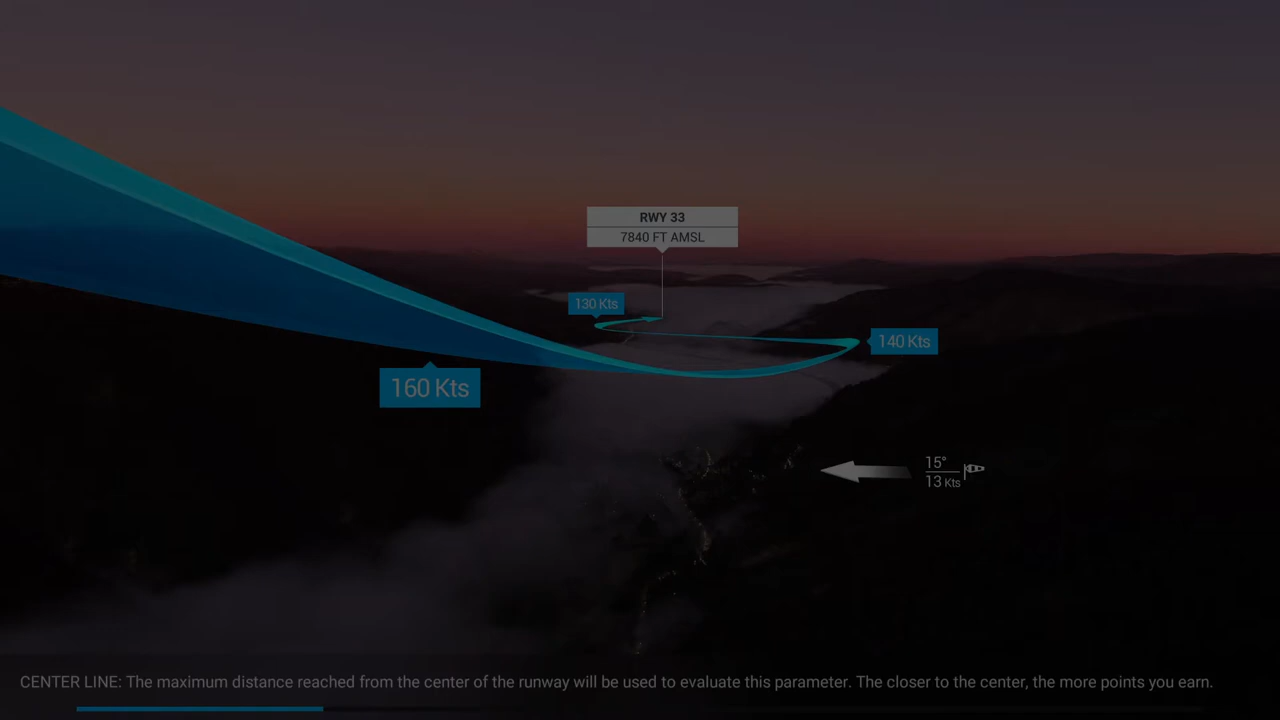 RWY 33
7840 FT AMSL
130 Kts
140 Kts
160 Kts
15°
13 Kts
CENTER LINE: The maximum distance reached from the center of the runway will be used to evaluate this parameter. The closer to the center, the more points you earn.